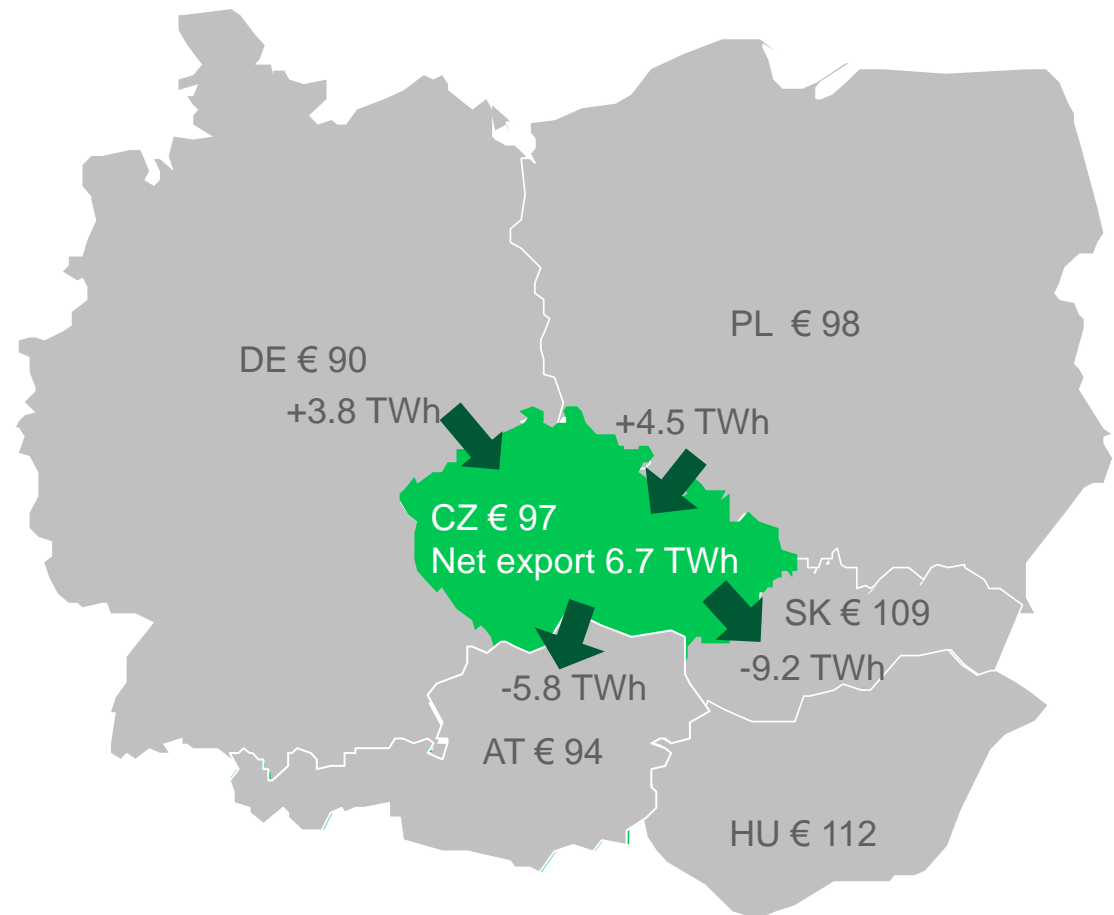 PL € 98
DE € 90
+3.8 TWh
+4.5 TWh
CZ € 97
Net export 6.7 TWh
SK € 109
-9.2 TWh
-5.8 TWh
AT € 94
HU € 112